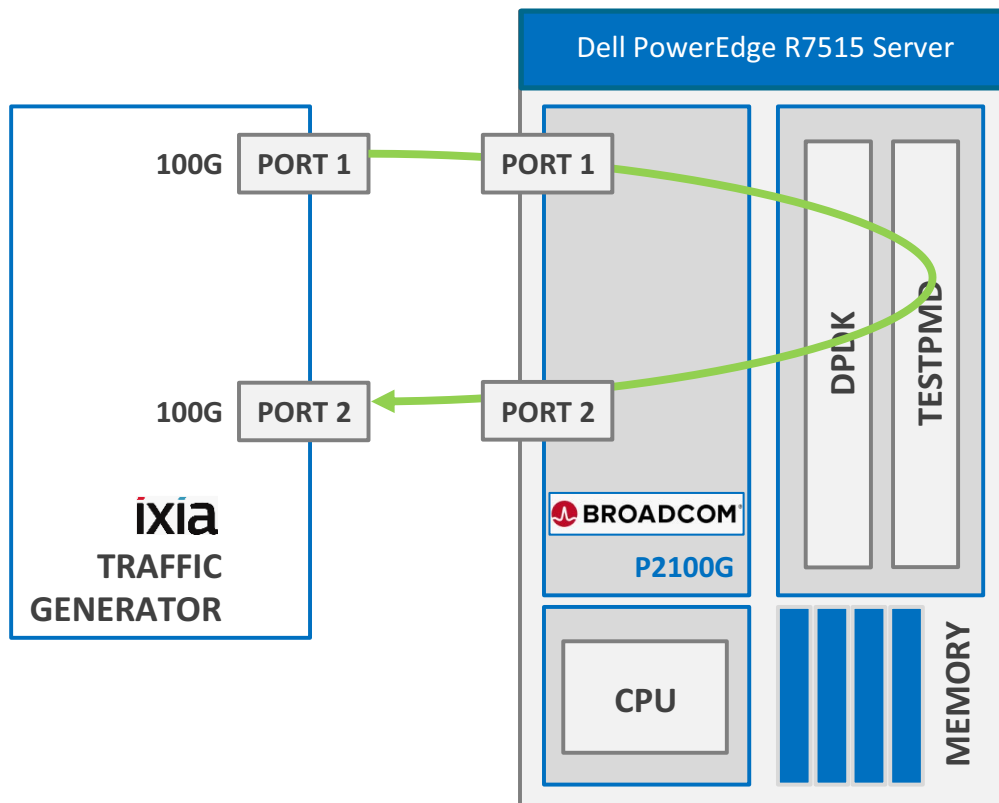 Dell PowerEdge R7515 Server
100G
PORT 1
PORT 1
100G
PORT 2
PORT 2
DPDK
TESTPMD
ixia
TRAFFIC
GENERATOR
BROADCOM®
P2100G
CPU
MEMORY